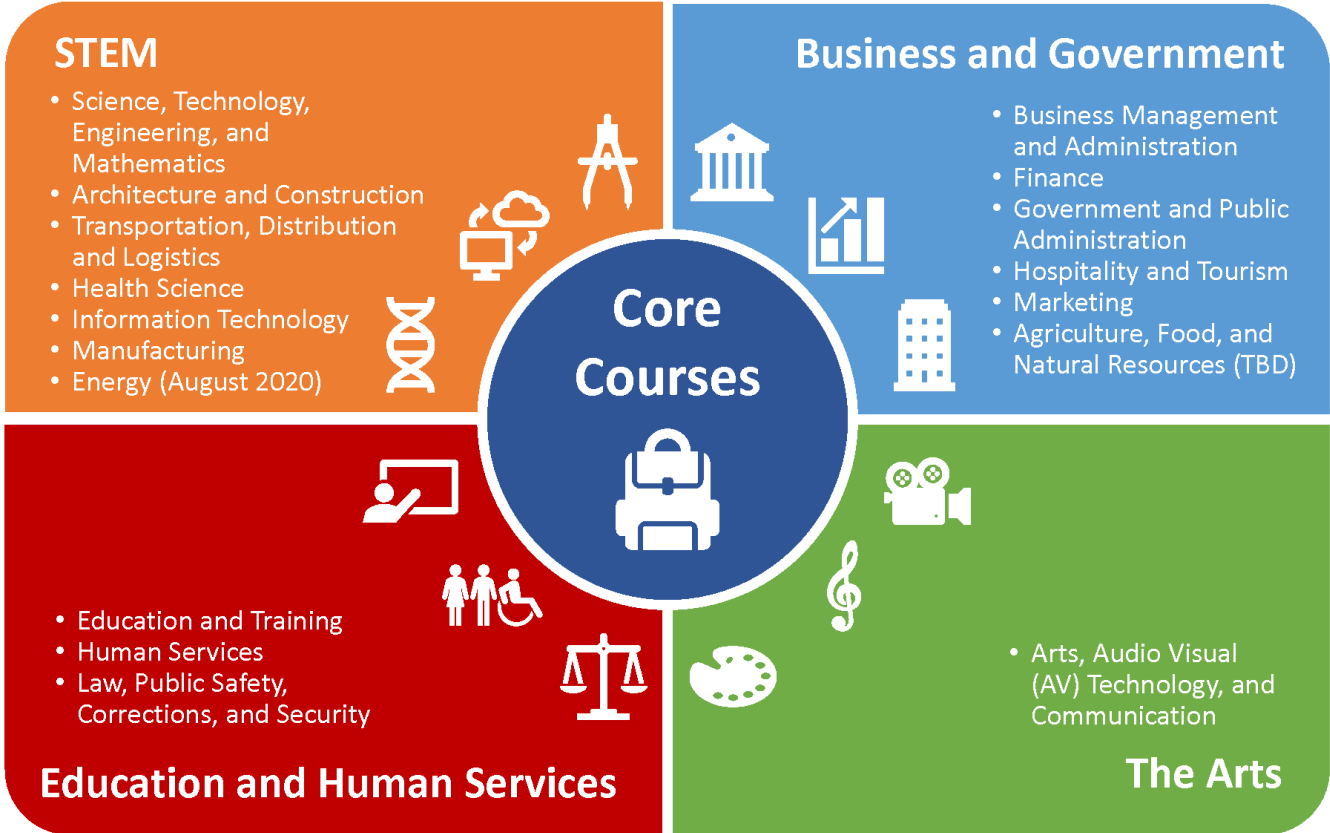 STEM
• Science, Technology,
Engineering, and
Mathematics
• Architecture and Construction
• Transportation, Distribution
and Logistics
• Health Science
• Information Technology
• Manufacturing
• Energy (August 2020)
Business and Government
• Business Management
and Administration
• Finance
• Government and Public
Administration
• Hospitality and Tourism
• Marketing
• Agriculture, Food, and
Natural Resources (TBD)
Core
Courses
• Education and Training
• Human Services
• Law, Public Safety,
Corrections, and Security
Education and Human Services
• Arts, Audio Visual
(AV) Technology, and
Communication
The Arts